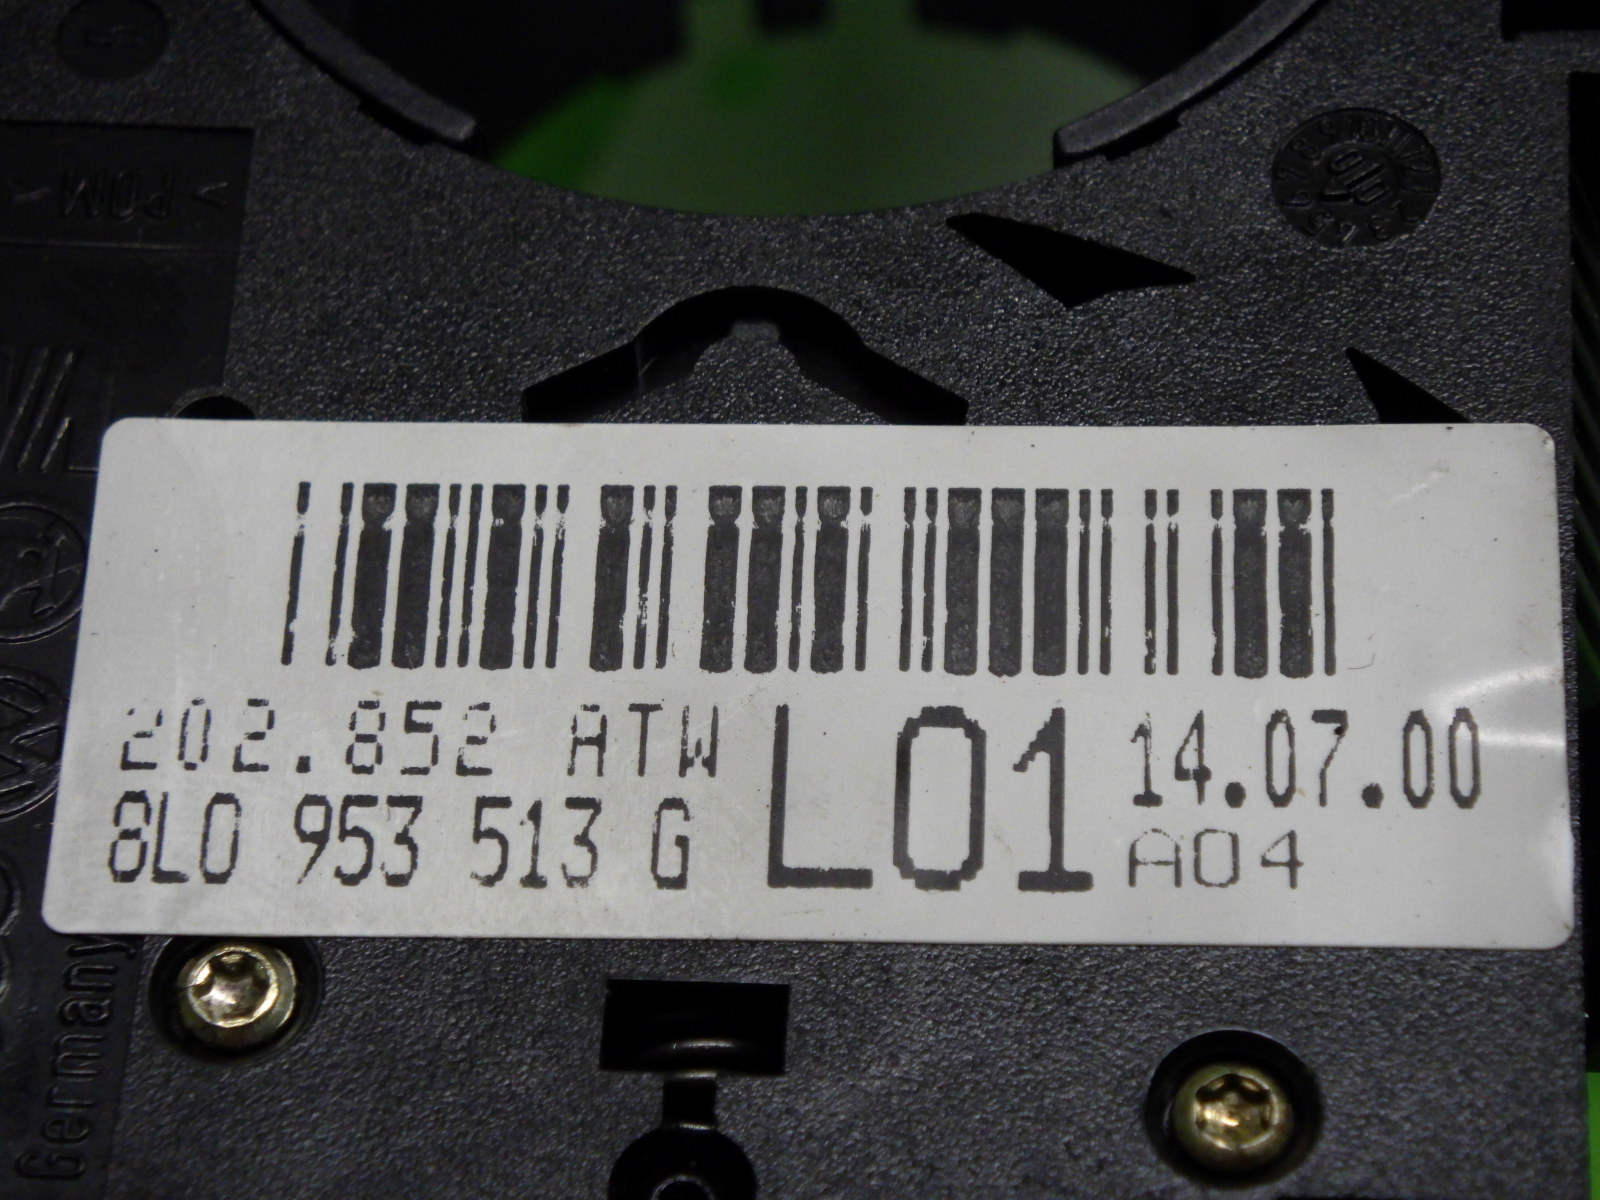 >POM<
202.852 ATW
8L0 953 513 G
L01
14.07.00
A04
Germany